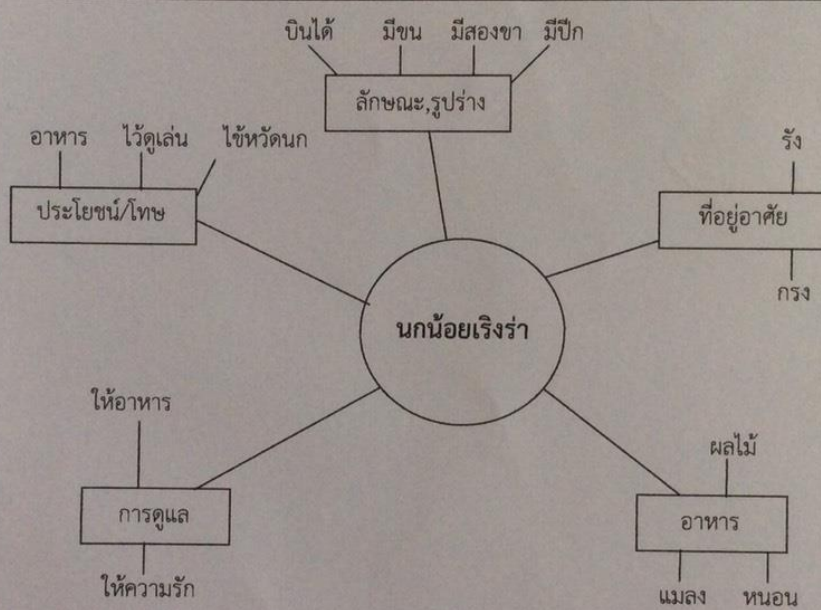 บินได้ มีขน มีสองขา มีปีก
ลักษณะ,รูปร่าง
อาหาร ไว้ดูเล่น ไข้หวัดนก
ประโยชน์/โทษ
รัง
ที่อยู่อาศัย
กรง
นกน้อยเริงร่า
ให้อาหาร
การดูแล
ให้ความรัก
ผลไม้
อาหาร
แมลง หนอน